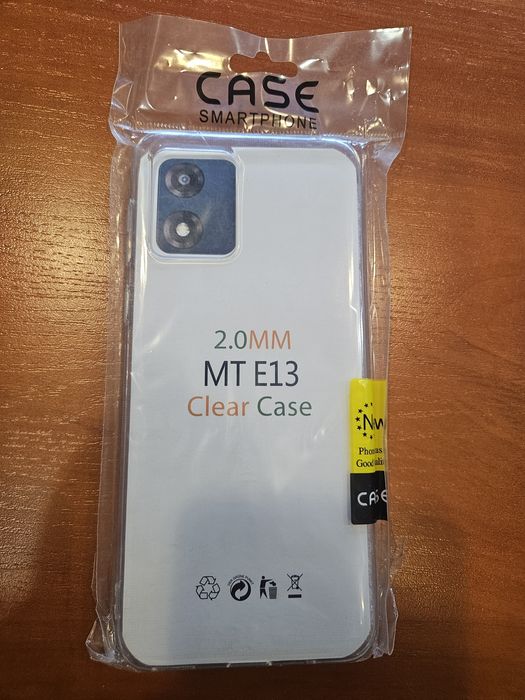 CASE
SMARTPHONE
2.0MM
MT E13
Clear Case
CASE